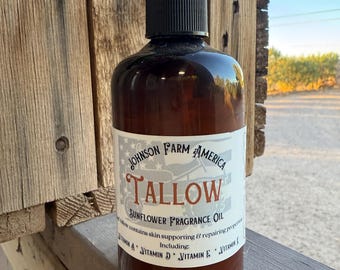 Johnson Farm America
Tallow
Sunflower Fragrance Oil
contains skin supporting & repairing properties
Including:
Vitamin A * Vitamin D * Vitamin E * Vitamin K